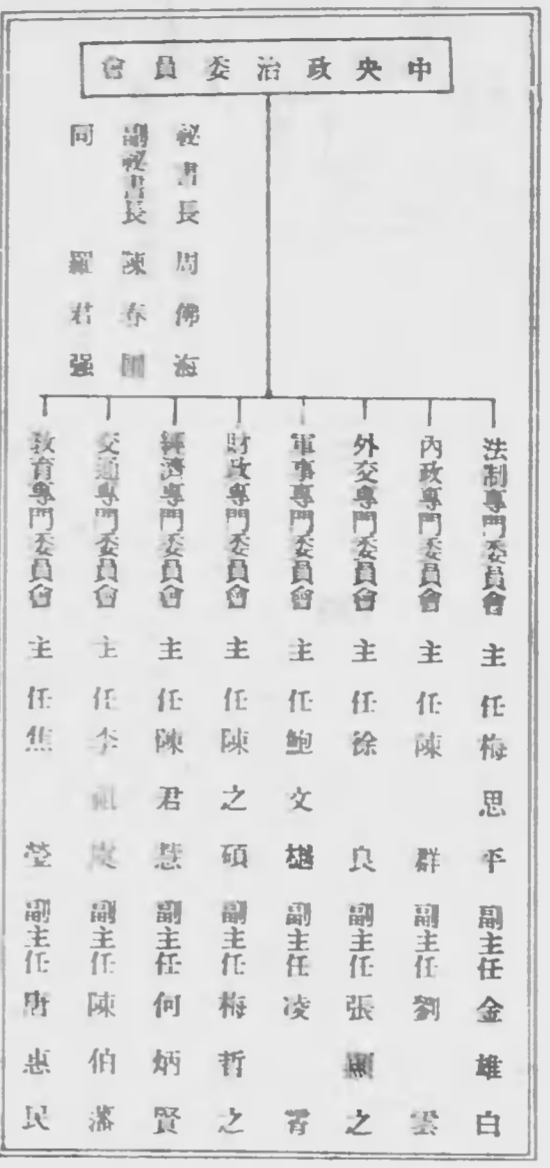 中央政治委員會
祕書長 周佛海
副祕書長 陳春圃
同 羅君强
法制專門委員會 主任 梅思平 副主任 金雄白
內政專門委員會 主任 陳群 副主任 劉雲
外交專門委員會 主任 徐良 副主任 張顯之
軍事專門委員會 主任 鮑文樾 副主任 凌霄
財政專門委員會 主任 陳之碩 副主任 梅哲之
經濟專門委員會 主任 陳君慧 副主任 何炳賢
交通專門委員會 主任 李祖虞 副主任 陳伯藩
敎育專門委員會 主任 焦瑩 副主任 唐惠民